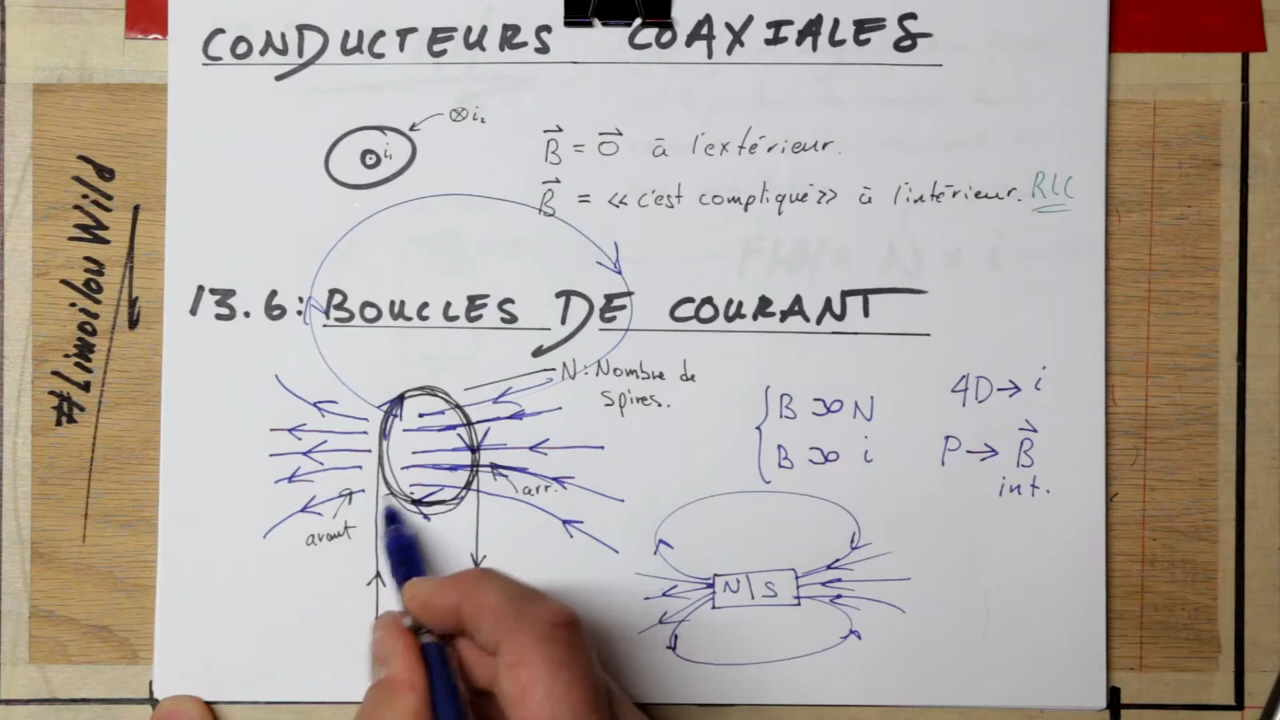 CONDUCTEURS COAXIALES
⊗ i₂
i₁
B⃗ = 0⃗ à l'extérieur.
B⃗ = «c'est compliqué» à l'intérieur. RLC
#Limoilou Wild
13.6: BOUCLES DE COURANT
N: Nombre de
spires.
B ∝ N
B ∝ i
4D → i
P → B⃗
int.
arr.
avant
N | S